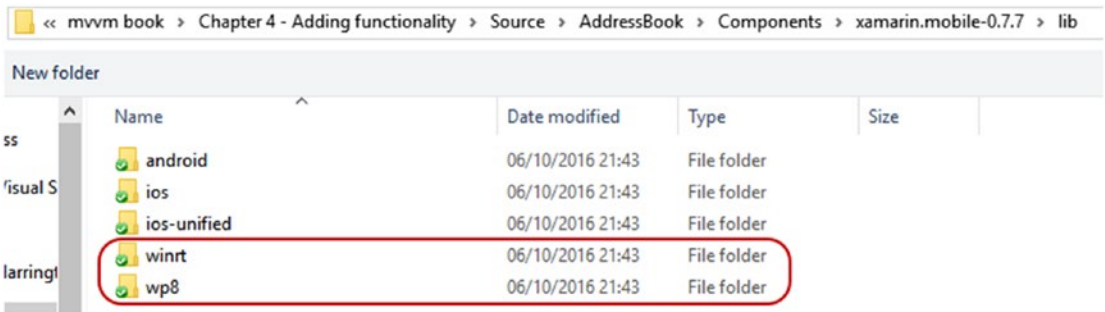 « mvvm book > Chapter 4 - Adding functionality > Source > AddressBook > Components > xamarin.mobile-0.7.7 > lib
New folder
Name Date modified Type Size
ss
android 06/10/2016 21:43 File folder
isual S
ios 06/10/2016 21:43 File folder
ios-unified 06/10/2016 21:43 File folder
winrt 06/10/2016 21:43 File folder
larringt
wp8 06/10/2016 21:43 File folder